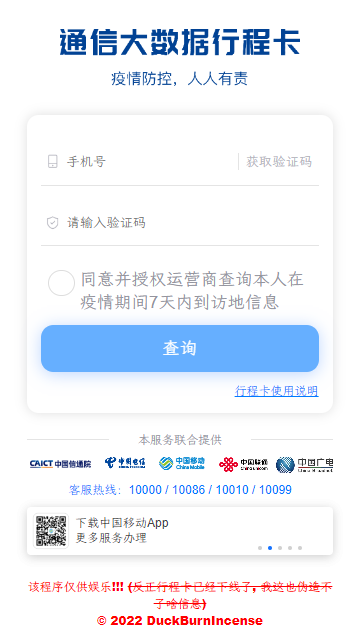 通信大数据行程卡
疫情防控，人人有责
手机号 获取验证码
请输入验证码
同意并授权运营商查询本人在
疫情期间7天内到访地信息
查询
行程卡使用说明
本服务联合提供
CAICT 中国信通院 中国电信 CHINA TELECOM 中国移动 China Mobile 中国联通 China unicom 中国广电 China Broadnet
客服热线：10000 / 10086 / 10010 / 10099
下载中国移动App
更多服务办理
该程序仅供娱乐!!! (反正行程卡已经下线了, 我这也伪造不
了啥信息)
© 2022 DuckBurnIncense